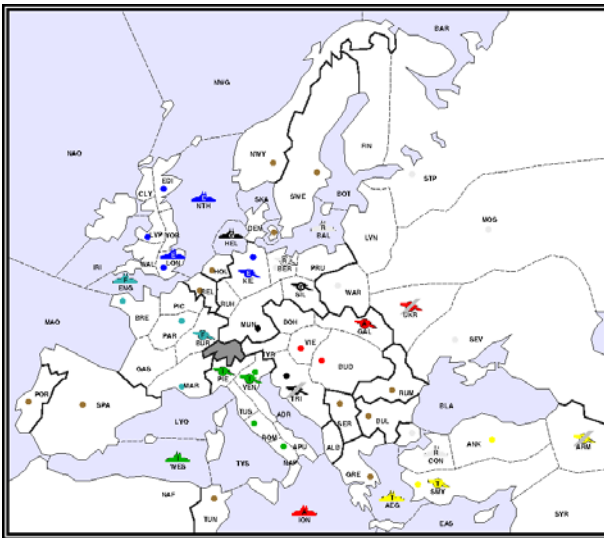 BAR
NWG
NAO
FIN
NWY
STP
SWE
BOT
EDI
CLY
NTH
SKA
MOS
LVN
LVP YOR
DEN
R
BAL
HEL
IRI
WAL
LON
HOL
KIE
R
BER
PRU
ENG
BEL
SIL
WAR
RUH
UKR
PIC
MUN
BOH
GAL
MAO
BRE
PAR
BUR
VIE
SEV
TYR
BUD
GAS
PIE
VEN
TRI
RUM
MAR
POR
SPA
TUS
ADR
SER
BUL
BLA
LYO
ROM
APU
ALB
ANK
ARM
R
CON
WES
TYS
NAP
GRE
SMY
NAF
AEG
TUN
ION
EAS
SYR